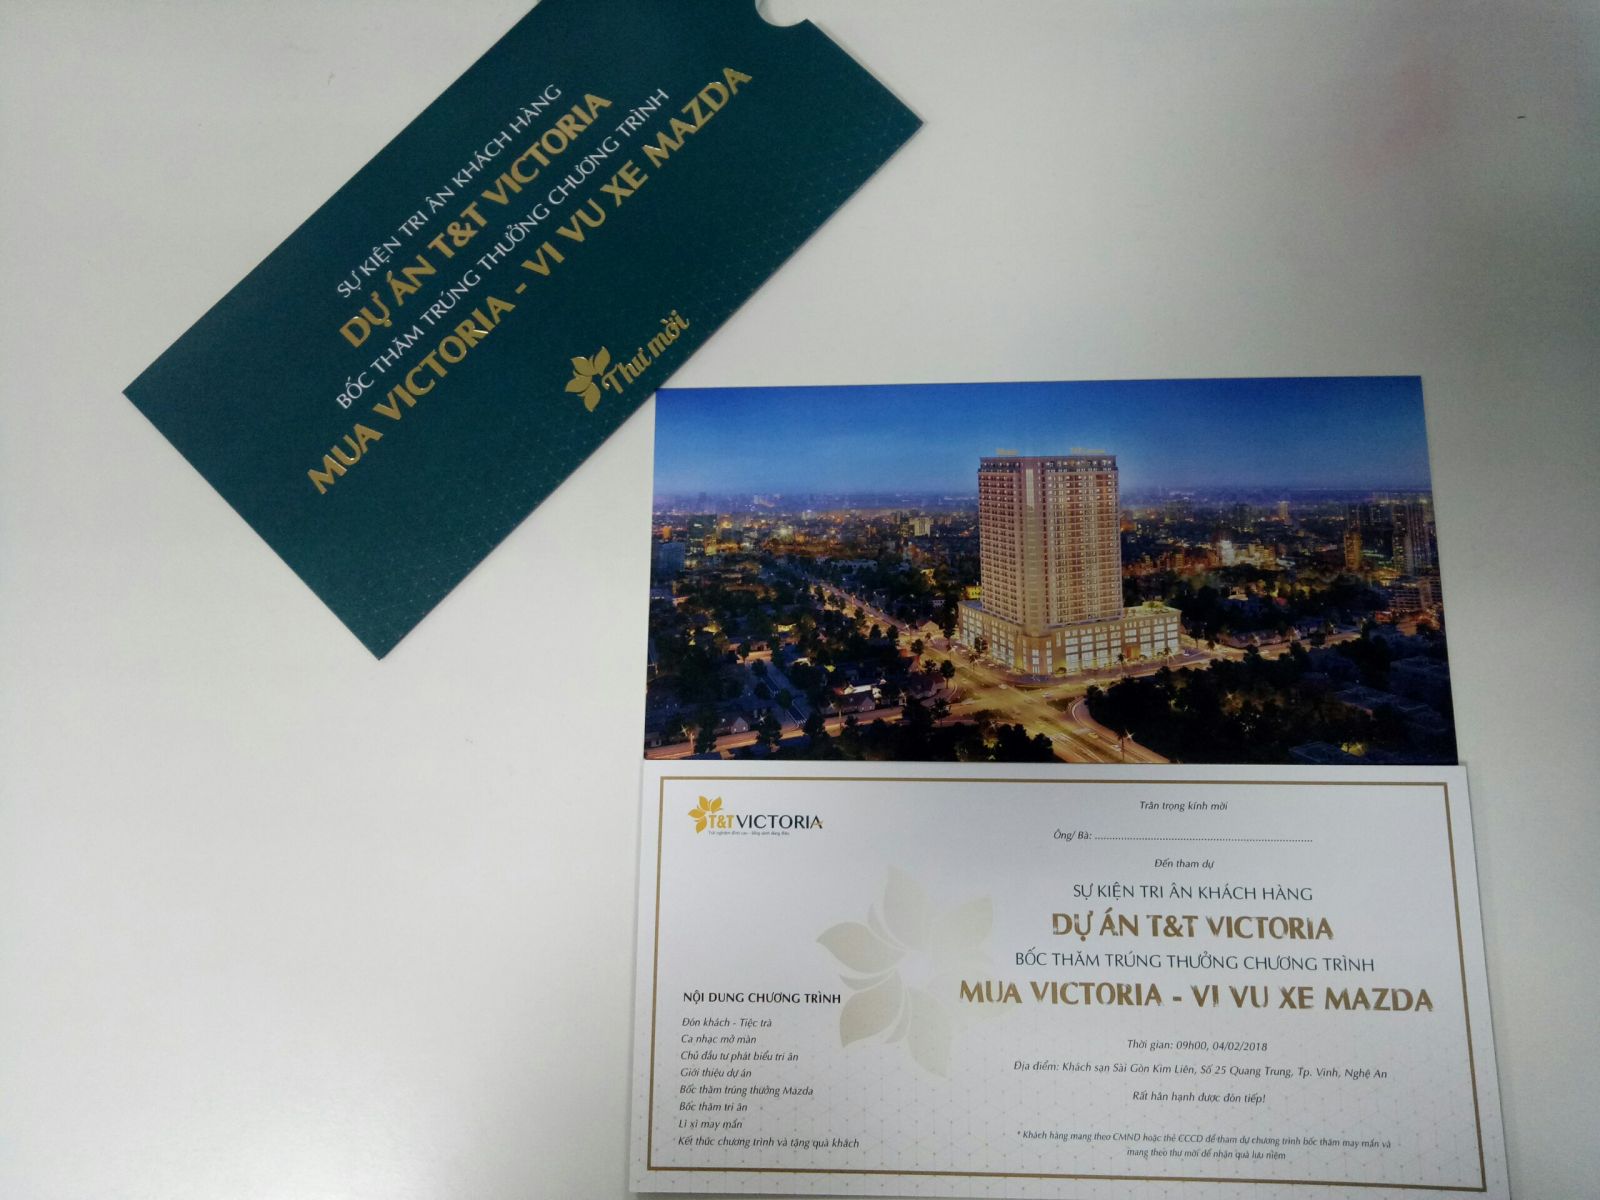 SỰ KIỆN TRI ÂN KHÁCH HÀNG
DỰ ÁN T&T VICTORIA
BỐC THĂM TRÚNG THƯỞNG CHƯƠNG TRÌNH
MUA VICTORIA - VI VU XE MAZDA
Thư mời
T&T VICTORIA
Trân trọng kính mời
Ông/ Bà:
Đến tham dự
SỰ KIỆN TRI ÂN KHÁCH HÀNG
DỰ ÁN T&T VICTORIA
BỐC THĂM TRÚNG THƯỞNG CHƯƠNG TRÌNH
MUA VICTORIA - VI VU XE MAZDA
Thời gian: 09h00, 04/02/2018
Địa điểm: Khách sạn Sài Gòn Kim Liên, Số 25 Quang Trung, Tp. Vinh, Nghệ An
Rất hân hạnh được đón tiếp!
* Khách hàng mang theo CMND hoặc thẻ CCCD để tham dự chương trình bốc thăm may mắn và
mang theo thư mời để nhận quà lưu niệm
NỘI DUNG CHƯƠNG TRÌNH
Đón khách - Tiệc trà
Ca nhạc mở màn
Chủ đầu tư phát biểu tri ân
Giới thiệu dự án
Bốc thăm trúng thưởng Mazda
Bốc thăm tri ân
Lì xì may mắn
Kết thúc chương trình và tặng quà khách